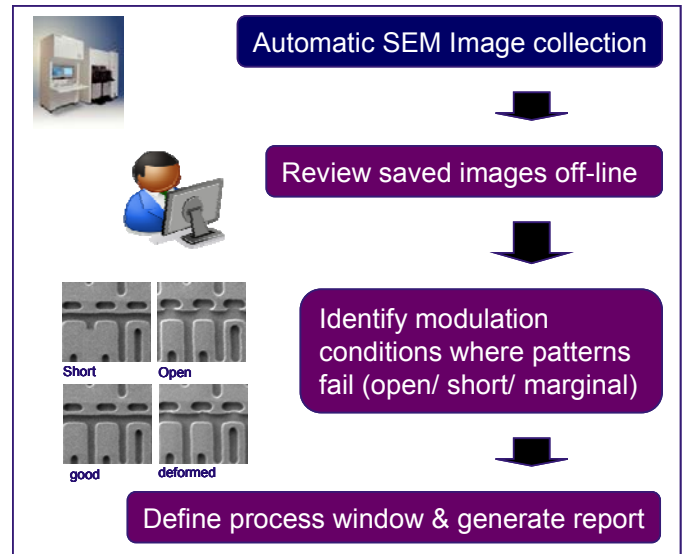 Automatic SEM Image collection
Review saved images off-line
Identify modulation
conditions where patterns
fail (open/ short/ marginal)
Short
Open
good
deformed
Define process window & generate report